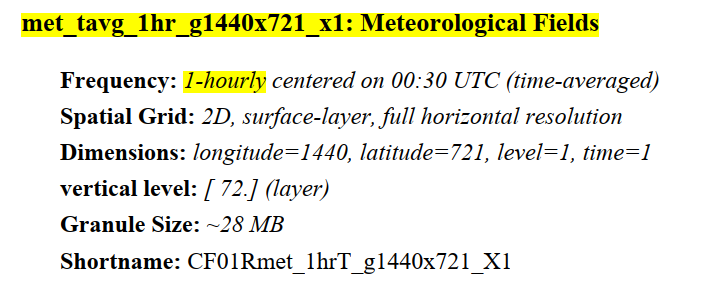 met_tavg_1hr_g1440x721_x1: Meteorological Fields
Frequency: 1-hourly centered on 00:30 UTC (time-averaged)
Spatial Grid: 2D, surface-layer, full horizontal resolution
Dimensions: longitude=1440, latitude=721, level=1, time=1
vertical level: [ 72.] (layer)
Granule Size: ~28 MB
Shortname: CF01Rmet_1hrT_g1440x721_X1